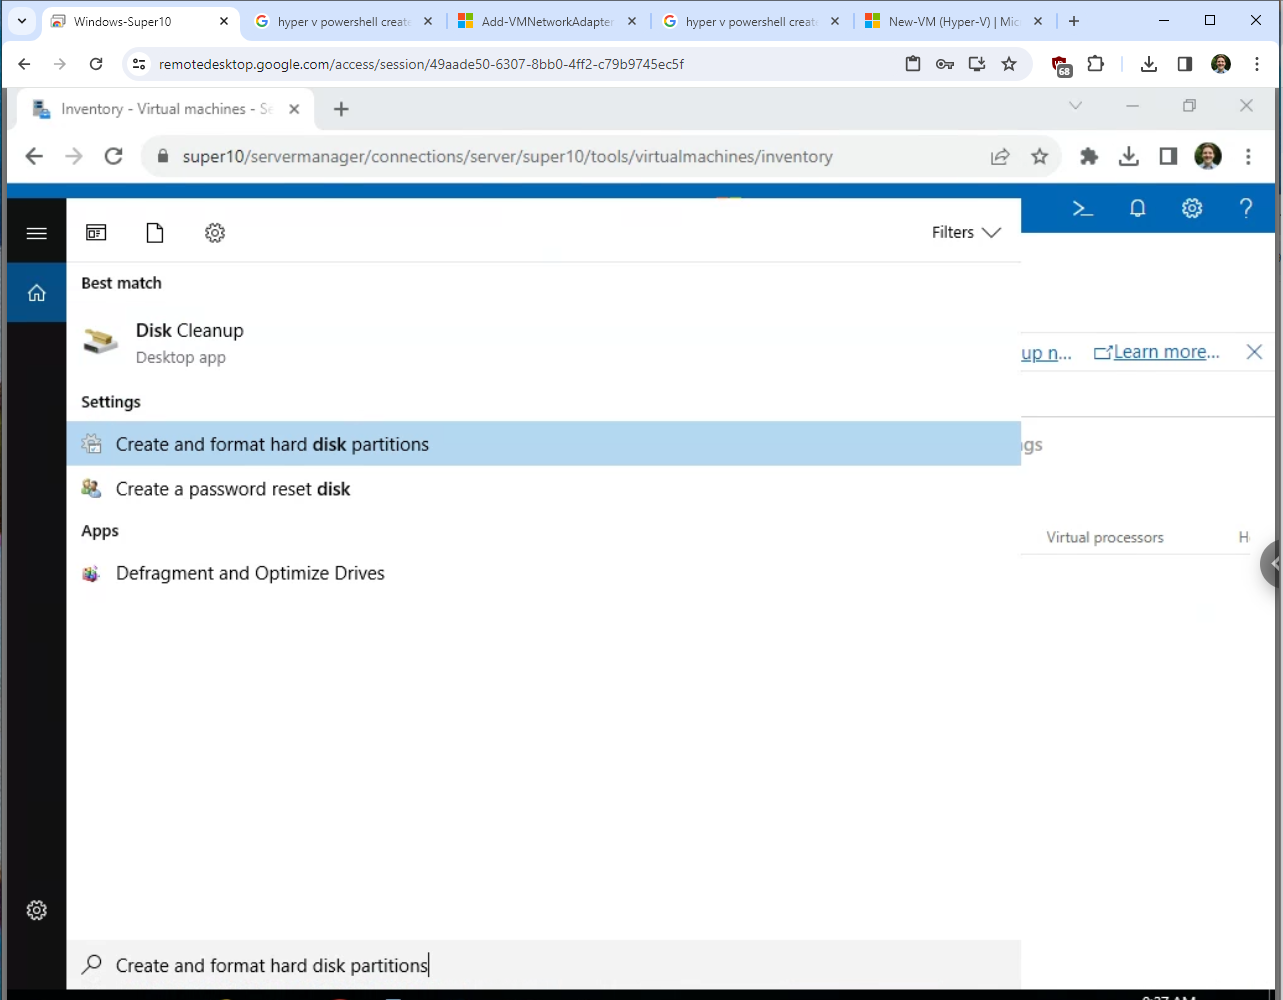 Windows-Super10
hyper v powershell create
Add-VMNetworkAdapter
hyper v powershell create
New-VM (Hyper-V) | Mic
remotedesktop.google.com/access/session/49aade50-6307-8bb0-4ff2-c79b9745ec5f
68
Inventory - Virtual machines - Se
super10/servermanager/connections/server/super10/tools/virtualmachines/inventory
Filters
Best match
Disk Cleanup
Desktop app
up n... Learn more...
Settings
Create and format hard disk partitions
gs
Create a password reset disk
Apps
Virtual processors
Defragment and Optimize Drives
Create and format hard disk partitions